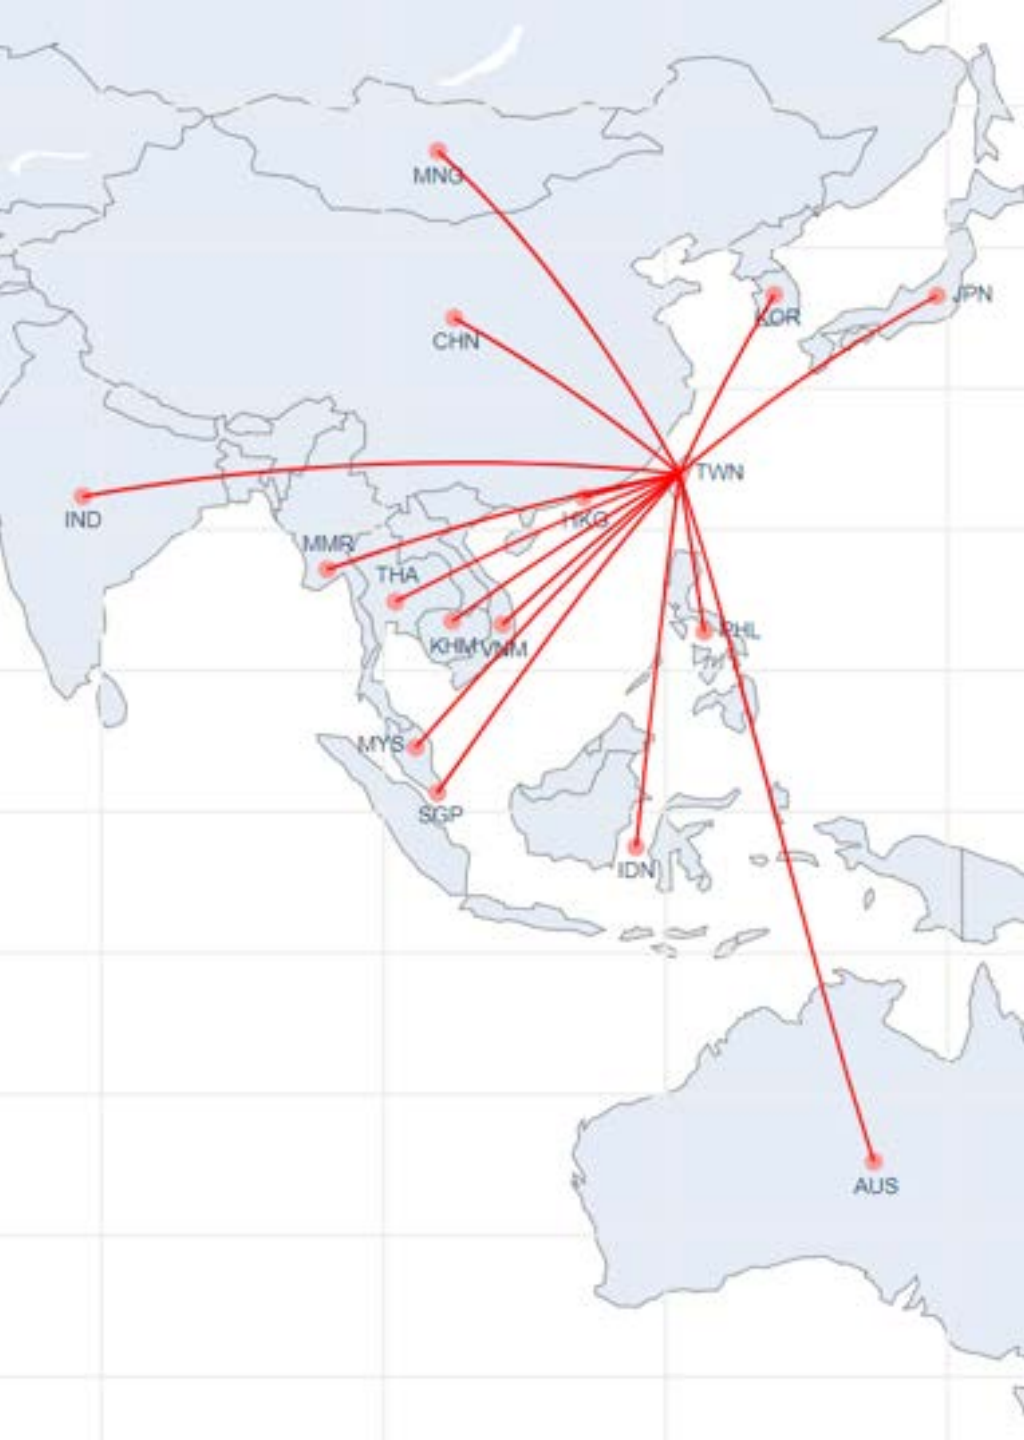 MNG
JPN
KOR
CHN
TWN
IND
HKG
MMR
THA
PHL
KHM
VNM
MYS
SGP
IDN
AUS